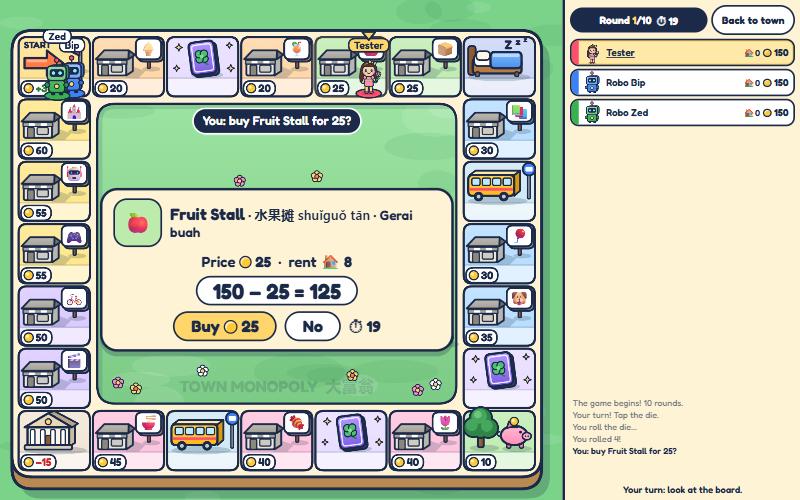 Zed
START
Bip
Tester
Z z z
+3
20
20
25
25
60
55
55
50
50
30
30
35
-15
45
40
40
10
You: buy Fruit Stall for 25?
Fruit Stall · 水果摊 shuǐguǒ tān · Gerai
buah
Price 25 · rent 8
150 – 25 = 125
Buy 25
No
19
TOWN MONOPOLY 大富翁
Round 1/10 19
Back to town
Tester 0 150
Robo Bip 0 150
Robo Zed 0 150
The game begins! 10 rounds.
Your turn! Tap the die.
You roll the die...
You rolled 4!
You: buy Fruit Stall for 25?
Your turn: look at the board.